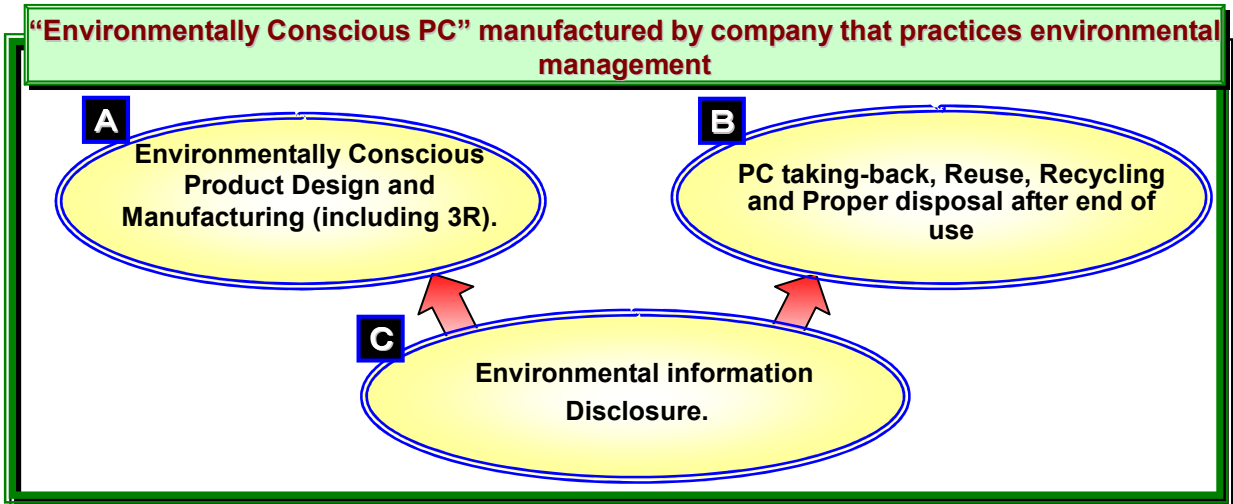 “Environmentally Conscious PC” manufactured by company that practices environmental
management
A
Environmentally Conscious
Product Design and
Manufacturing (including 3R).
B
PC taking-back, Reuse, Recycling
and Proper disposal after end of
use
C
Environmental information
Disclosure.